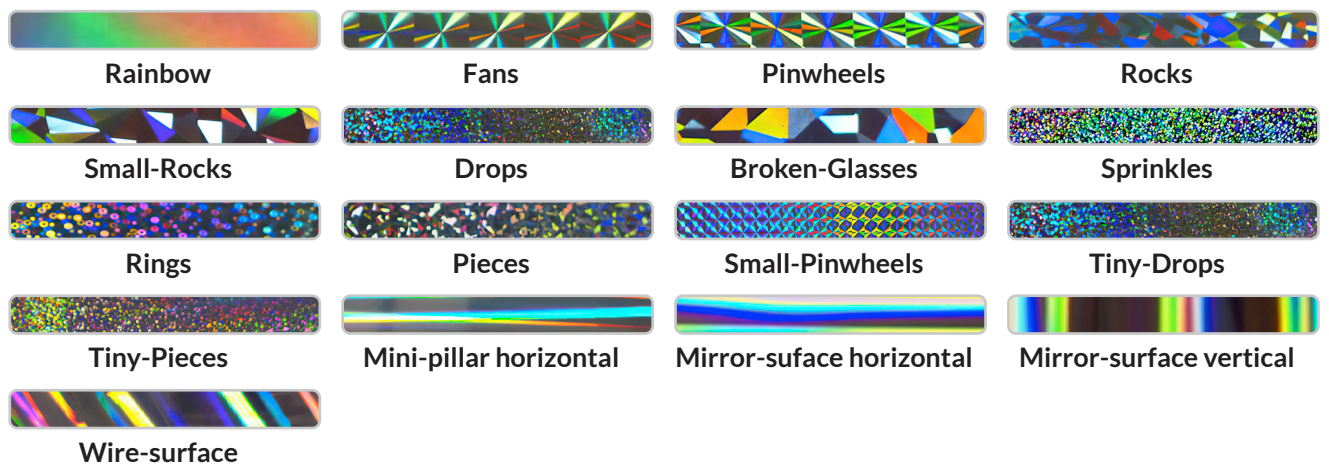 Rainbow
Fans
Pinwheels
Rocks
Small-Rocks
Drops
Broken-Glasses
Sprinkles
Rings
Pieces
Small-Pinwheels
Tiny-Drops
Tiny-Pieces
Mini-pillar horizontal
Mirror-suface horizontal
Mirror-surface vertical
Wire-surface